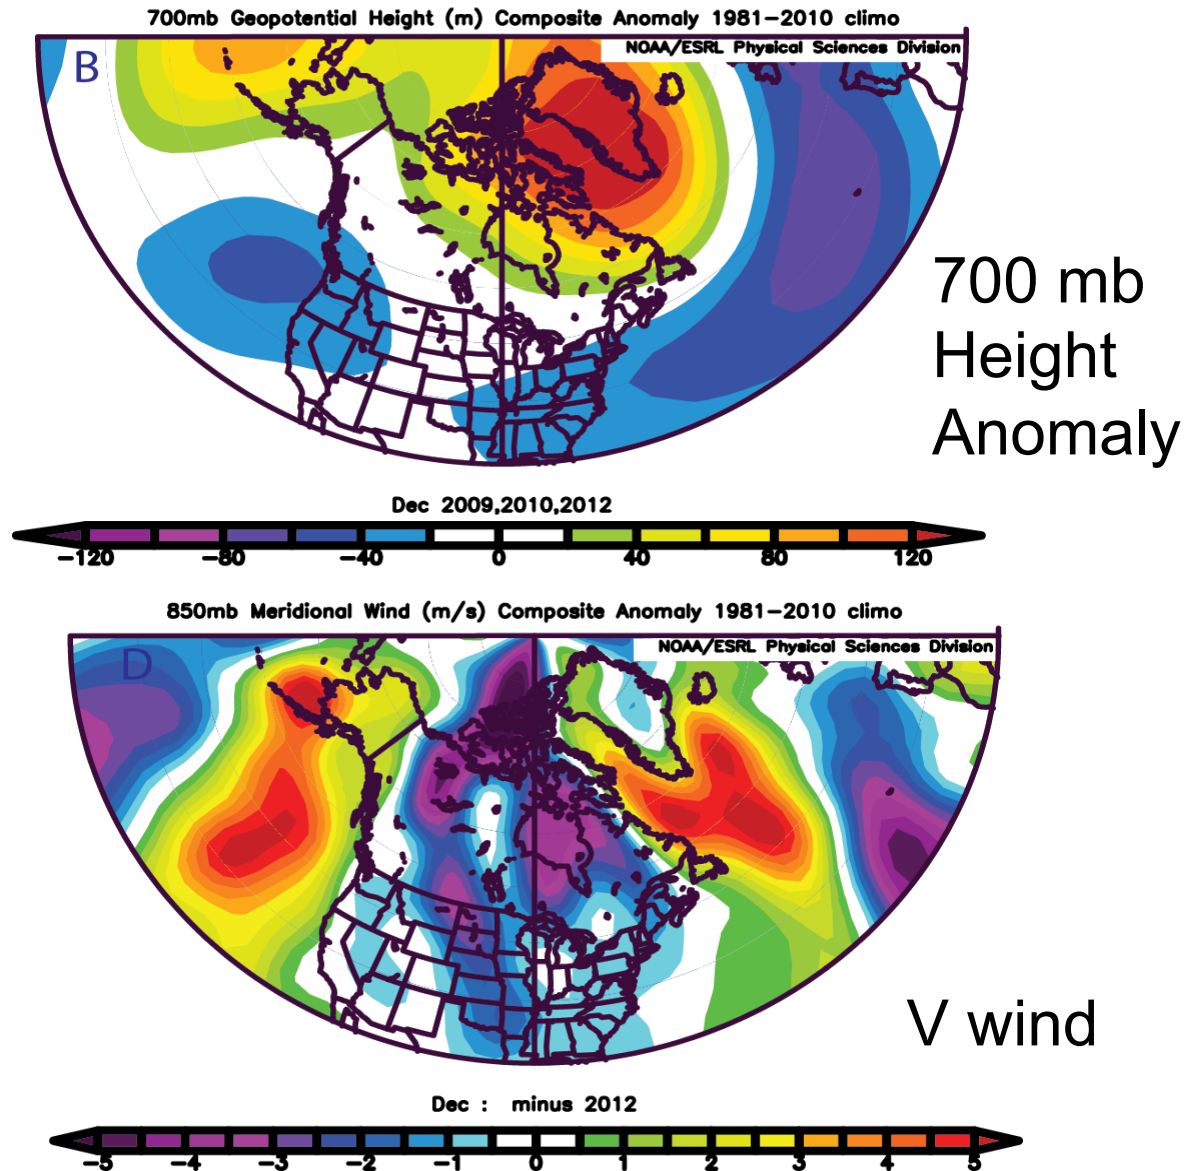 700mb Geopotential Height (m) Composite Anomaly 1981−2010 climo
NOAA/ESRL Physical Sciences Division
B
700 mb
Height
Anomaly
Dec 2009,2010,2012
−120 −80 −40 0 40 80 120
850mb Meridional Wind (m/s) Composite Anomaly 1981−2010 climo
NOAA/ESRL Physical Sciences Division
D
V wind
Dec : minus 2012
−5 −4 −3 −2 −1 0 1 2 3 4 5